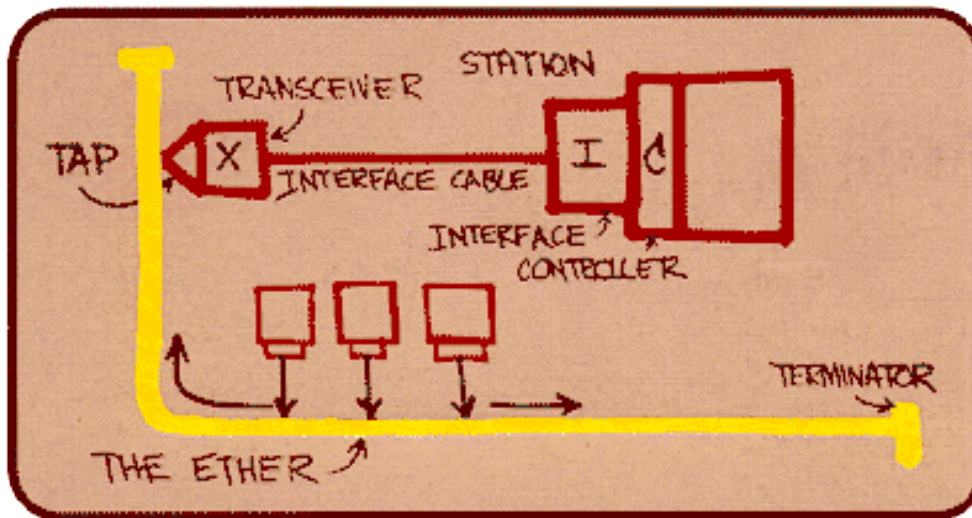 STATION
TRANSCEIVER
TAP
X
I
C
INTERFACE CABLE
INTERFACE
CONTROLLER
TERMINATOR
THE ETHER